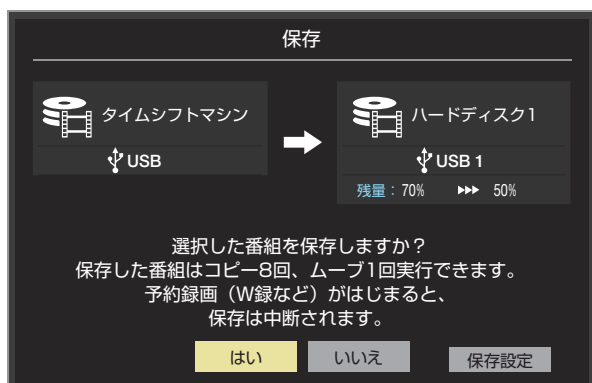 保存
タイムシフトマシン
USB
ハードディスク1
USB 1
残量：70% ▸▸▸ 50%
選択した番組を保存しますか？
保存した番組はコピー8回、ムーブ1回実行できます。
予約録画（W録など）がはじまると、
保存は中断されます。
はい いいえ 保存設定